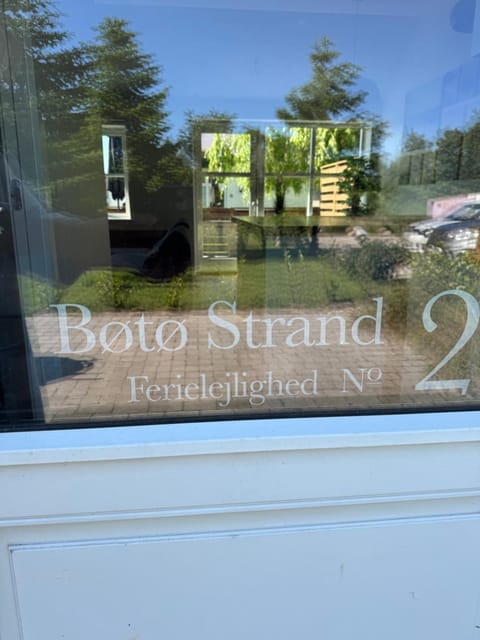 Bøtø Strand
Ferielejlighed Nº 2